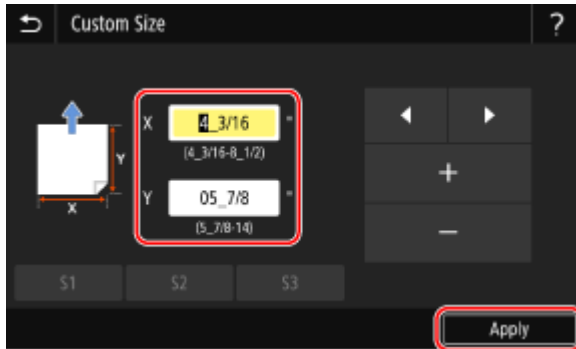 Custom Size ?
X 4_3/16 "
(4_3/16-8_1/2)
Y
X
Y 05_7/8 "
(5_7/8-14)
+
−
S1 S2 S3
Apply